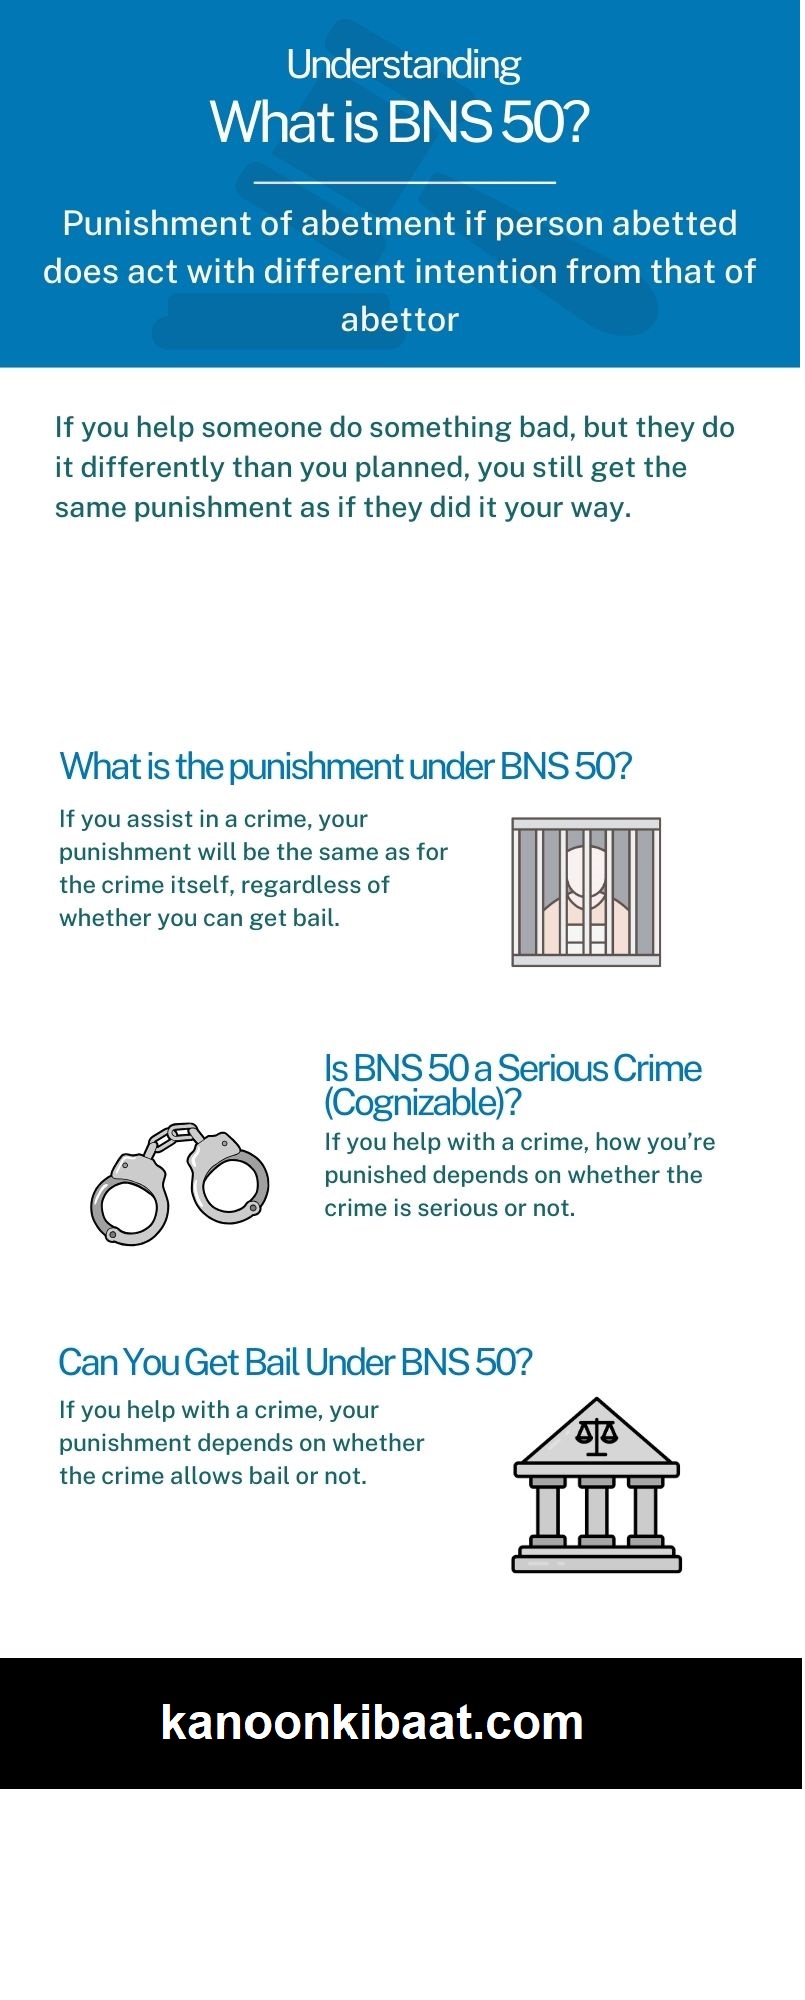 Understanding
What is BNS 50?
Punishment of abetment if person abetted
does act with different intention from that of
abettor
If you help someone do something bad, but they do
it differently than you planned, you still get the
same punishment as if they did it your way.
What is the punishment under BNS 50?
If you assist in a crime, your
punishment will be the same as for
the crime itself, regardless of
whether you can get bail.
Is BNS 50 a Serious Crime
(Cognizable)?
If you help with a crime, how you’re
punished depends on whether the
crime is serious or not.
Can You Get Bail Under BNS 50?
If you help with a crime, your
punishment depends on whether
the crime allows bail or not.
kanoonkibaat.com